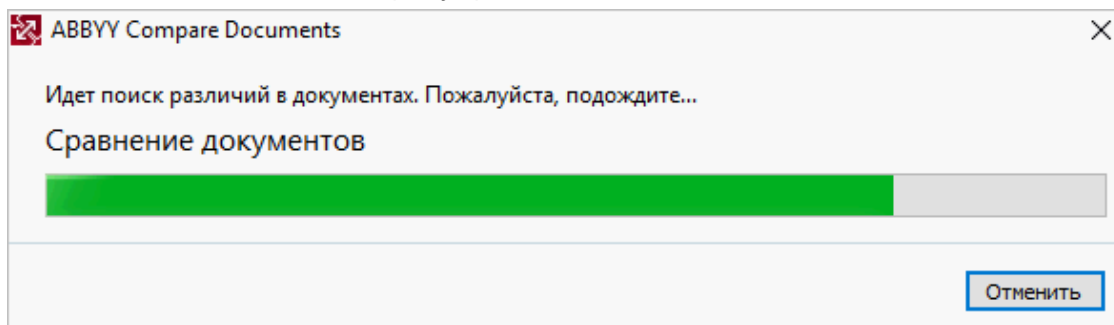 ABBYY Compare Documents
Идет поиск различий в документах. Пожалуйста, подождите...
Сравнение документов
Отменить